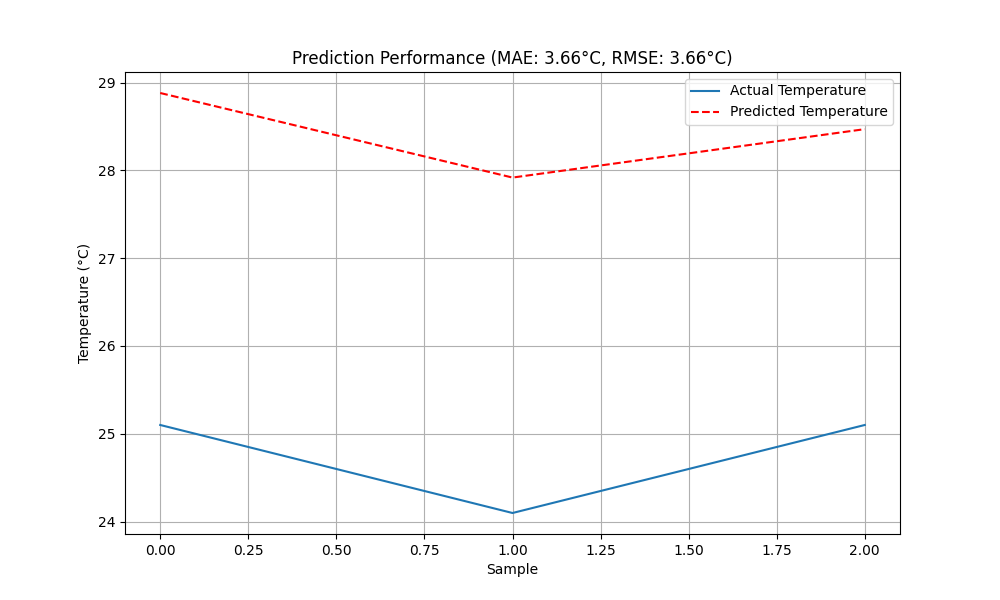 Prediction Performance (MAE: 3.66°C, RMSE: 3.66°C)
Actual Temperature
Predicted Temperature
29
28
27
26
25
24
Temperature (°C)
0.00 0.25 0.50 0.75 1.00 1.25 1.50 1.75 2.00
Sample